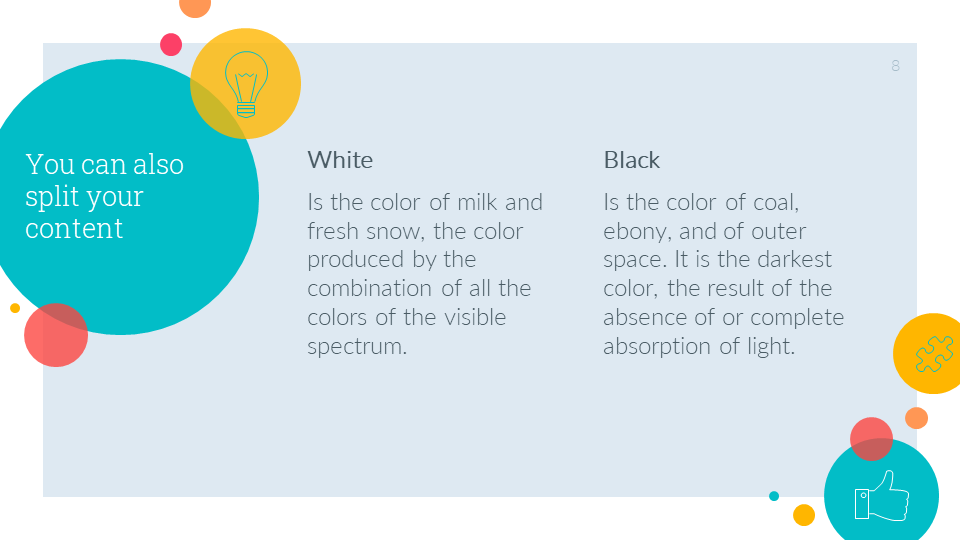 8
You can also
split your
content
White
Is the color of milk and
fresh snow, the color
produced by the
combination of all the
colors of the visible
spectrum.
Black
Is the color of coal,
ebony, and of outer
space. It is the darkest
color, the result of the
absence of or complete
absorption of light.